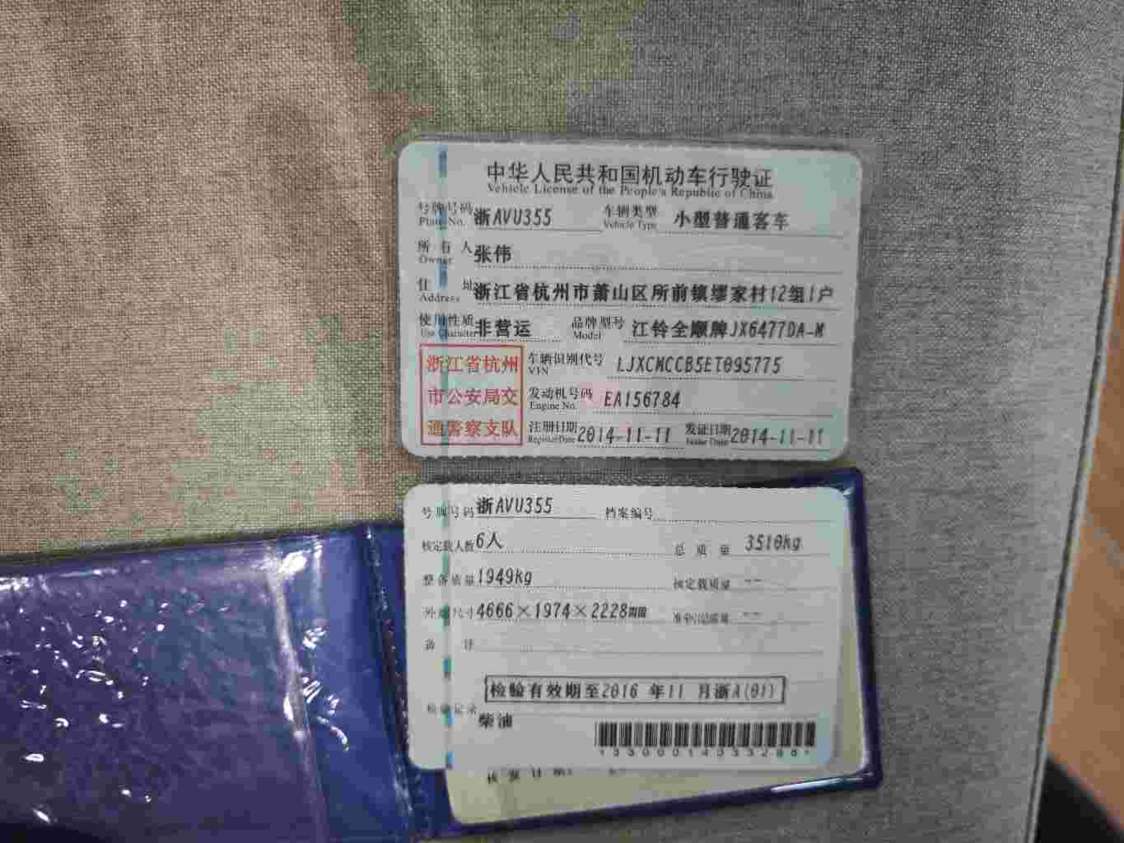 中华人民共和国机动车行驶证
Vehicle License of the People's Republic of China
号牌号码 浙AVU355 车辆类型 小型普通客车
Plate No. Vehicle Type
所有人 张伟
Owner
住址 浙江省杭州市萧山区所前镇缪家村12组1户
Address
使用性质 非营运 品牌型号 江铃全顺牌JX6477DA-M
Use Character Model
浙江省杭州 车辆识别代号 LJXCMCCB5ET095775
VIN
市公安局交 发动机号码 EA156784
Engine No.
通警察支队 注册日期 2014-11-11 发证日期 2014-11-11
Register Date Issue Date
号牌号码 浙AVU355 档案编号
核定载人数 6人 总质量 3510kg
整备质量 1949kg 核定载质量 --
外廓尺寸 4666×1974×2228mm 准牵引总质量 --
备注
检验有效期至2016年11月浙A(01)
检验记录
柴油